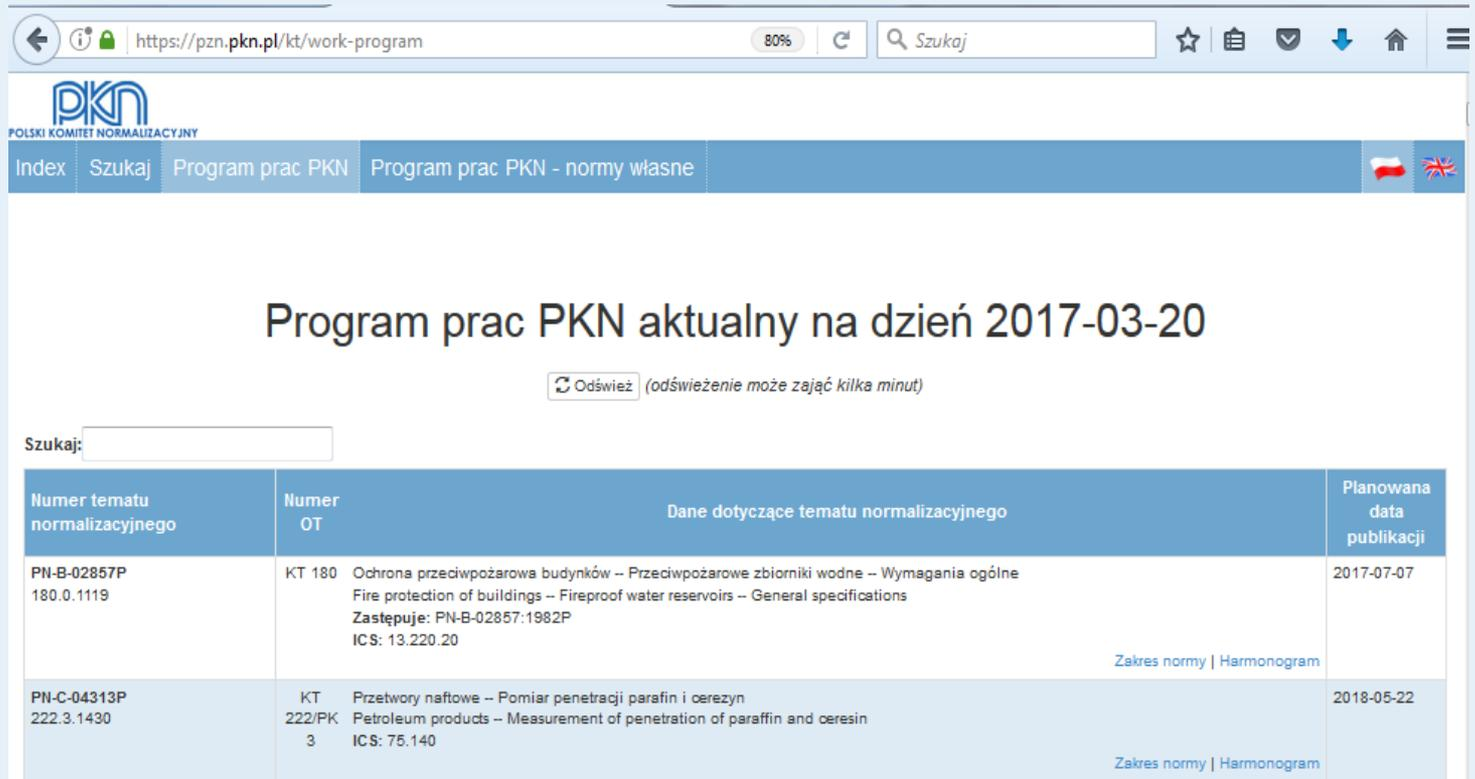 https://pzn.pkn.pl/kt/work-program
80%
Szukaj
pkn
POLSKI KOMITET NORMALIZACYJNY
Index Szukaj Program prac PKN Program prac PKN - normy własne
Program prac PKN aktualny na dzień 2017-03-20
Odśwież (odświeżenie może zająć kilka minut)
Szukaj:
Numer tematu
normalizacyjnego
Numer
OT
Dane dotyczące tematu normalizacyjnego
Planowana
data
publikacji
PN-B-02857P
180.0.1119
KT 180
Ochrona przeciwpożarowa budynków -- Przeciwpożarowe zbiorniki wodne -- Wymagania ogólne
Fire protection of buildings -- Fireproof water reservoirs -- General specifications
Zastępuje: PN-B-02857:1982P
ICS: 13.220.20
Zakres normy | Harmonogram
2017-07-07
PN-C-04313P
222.3.1430
KT
222/PK
3
Przetwory naftowe -- Pomiar penetracji parafin i cerezyn
Petroleum products -- Measurement of penetration of paraffin and ceresin
ICS: 75.140
Zakres normy | Harmonogram
2018-05-22